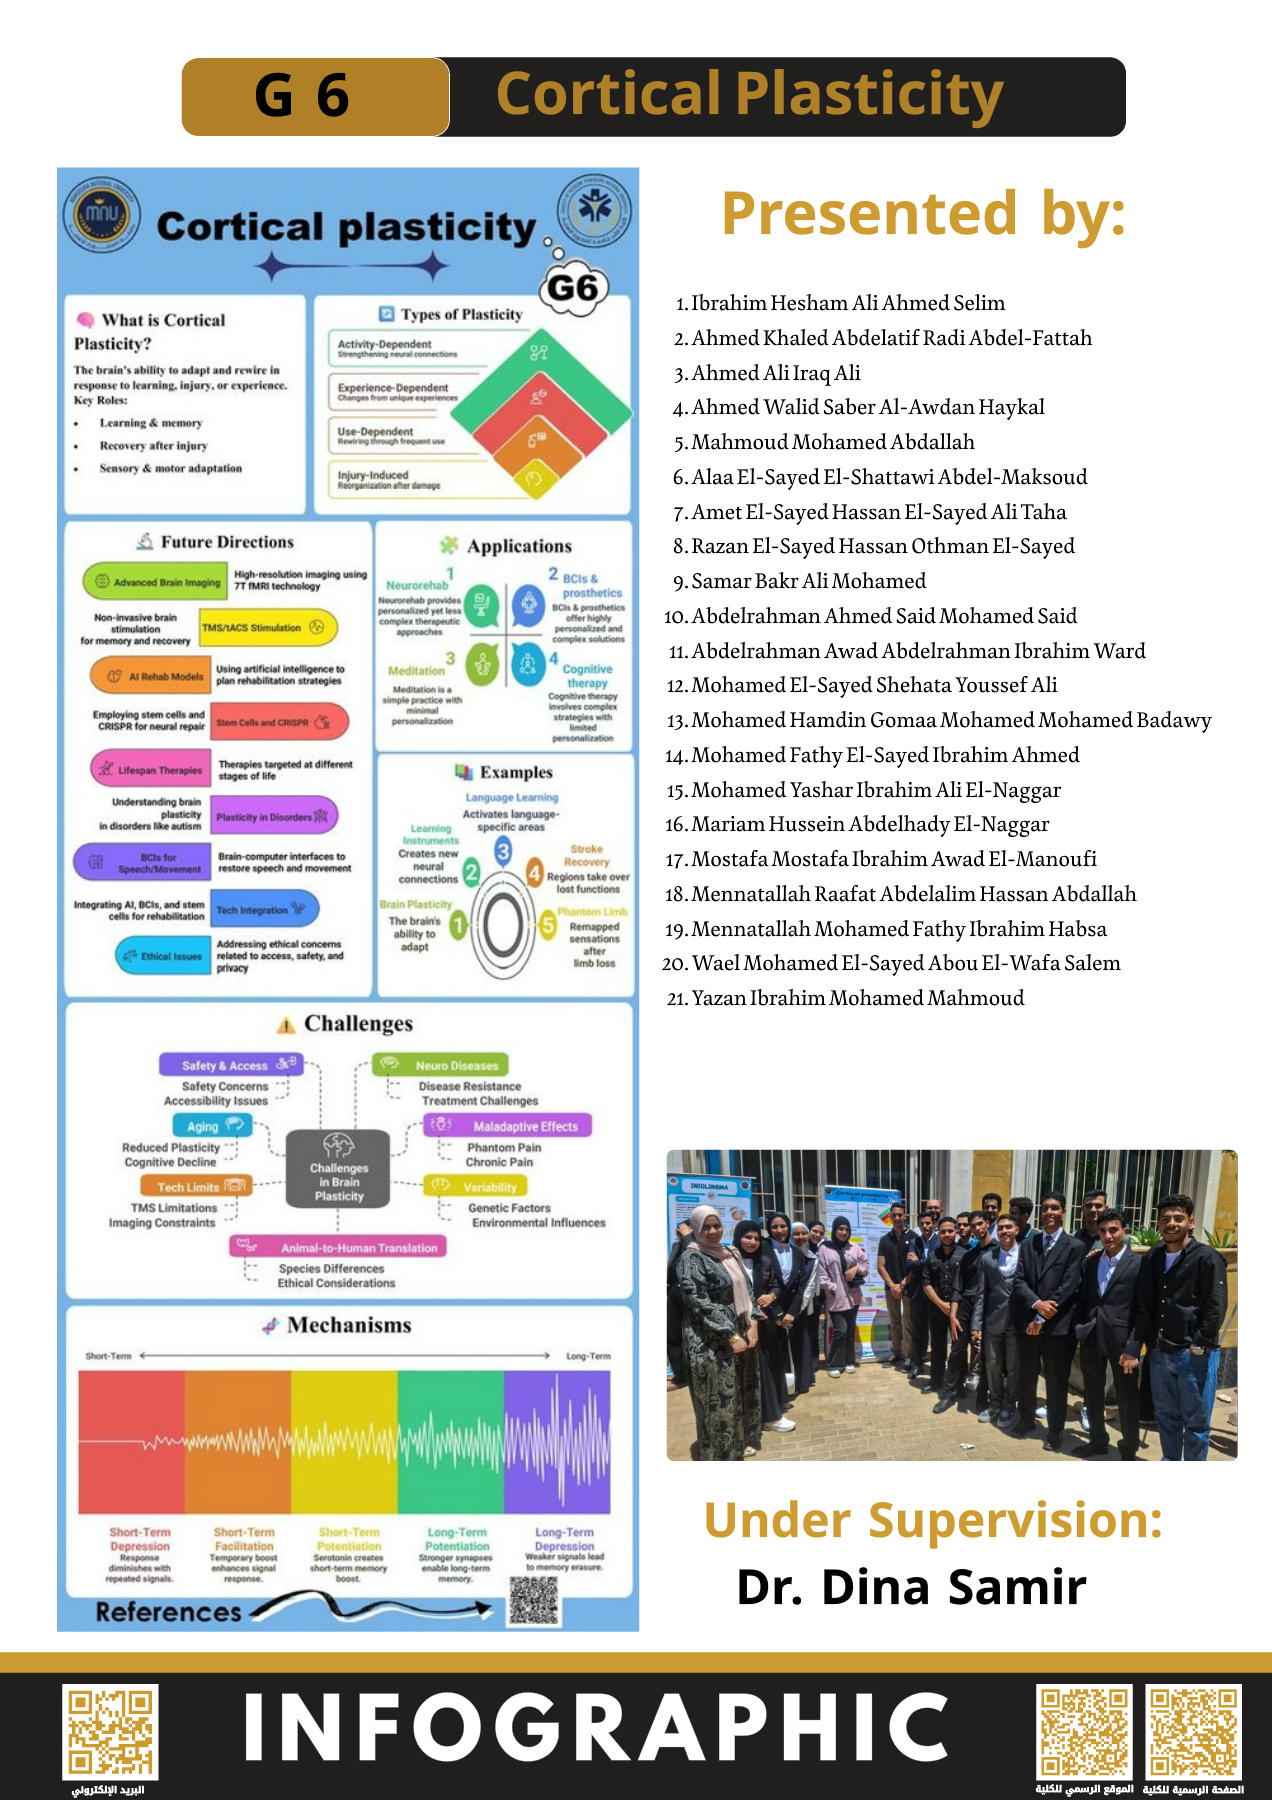 G 6
Cortical Plasticity
mnu
Cortical plasticity
G6
What is Cortical
Plasticity?
The brain's ability to adapt and rewire in
response to learning, injury, or experience.
Key Roles:
• Learning & memory
• Recovery after injury
• Sensory & motor adaptation
Types of Plasticity
Activity-Dependent
Strengthening neural connections
Experience-Dependent
Changes from unique experiences
Use-Dependent
Rewiring through frequent use
Injury-Induced
Reorganization after damage
Future Directions
Advanced Brain Imaging
High-resolution imaging using
7T fMRI technology
Non-invasive brain
stimulation
for memory and recovery
TMS/tACS Stimulation
AI Rehab Models
Using artificial intelligence to
plan rehabilitation strategies
Employing stem cells and
CRISPR for neural repair
Stem Cells and CRISPR
Lifespan Therapies
Therapies targeted at different
stages of life
Understanding brain
plasticity
in disorders like autism
Plasticity in Disorders
BCIs for
Speech/Movement
Brain-computer interfaces to
restore speech and movement
Integrating AI, BCIs, and stem
cells for rehabilitation
Tech Integration
Ethical Issues
Addressing ethical concerns
related to access, safety, and
privacy
Applications
1
Neurorehab
Neurorehab provides
personalized yet less
complex therapeutic
approaches
2 BCIs &
prosthetics
BCIs & prosthetics
offer highly
personalized and
complex solutions
3
Meditation
Meditation is a
simple practice with
minimal
personalization
4
Cognitive
therapy
Cognitive therapy
involves complex
strategies with
limited
personalization
Examples
Language Learning
Activates language-
specific areas
3
Learning
Instruments
Creates new
neural
connections
2
Stroke
Recovery
4
Regions take over
lost functions
Brain Plasticity
The brain's
ability to
adapt
1
Phantom Limb
5
Remapped
sensations
after
limb loss
Challenges
Safety & Access
Safety Concerns
Accessibility Issues
Neuro Diseases
Disease Resistance
Treatment Challenges
Aging
Reduced Plasticity
Cognitive Decline
Maladaptive Effects
Phantom Pain
Chronic Pain
Challenges
in Brain
Plasticity
Tech Limits
TMS Limitations
Imaging Constraints
Variability
Genetic Factors
Environmental Influences
Animal-to-Human Translation
Species Differences
Ethical Considerations
Mechanisms
Short-Term
Long-Term
Short-Term
Depression
Response
diminishes with
repeated signals.
Short-Term
Facilitation
Temporary boost
enhances signal
response.
Short-Term
Potentiation
Serotonin creates
short-term memory
boost.
Long-Term
Potentiation
Stronger synapses
enable long-term
memory.
Long-Term
Depression
Weaker signals lead
to memory erasure.
References
Presented by:
1. Ibrahim Hesham Ali Ahmed Selim
2. Ahmed Khaled Abdelatif Radi Abdel-Fattah
3. Ahmed Ali Iraq Ali
4. Ahmed Walid Saber Al-Awdan Haykal
5. Mahmoud Mohamed Abdallah
6. Alaa El-Sayed El-Shattawi Abdel-Maksoud
7. Amet El-Sayed Hassan El-Sayed Ali Taha
8. Razan El-Sayed Hassan Othman El-Sayed
9. Samar Bakr Ali Mohamed
10. Abdelrahman Ahmed Said Mohamed Said
11. Abdelrahman Awad Abdelrahman Ibrahim Ward
12. Mohamed El-Sayed Shehata Youssef Ali
13. Mohamed Hamdin Gomaa Mohamed Mohamed Badawy
14. Mohamed Fathy El-Sayed Ibrahim Ahmed
15. Mohamed Yashar Ibrahim Ali El-Naggar
16. Mariam Hussein Abdelhady El-Naggar
17. Mostafa Mostafa Ibrahim Awad El-Manoufi
18. Mennatallah Raafat Abdelalim Hassan Abdallah
19. Mennatallah Mohamed Fathy Ibrahim Habsa
20. Wael Mohamed El-Sayed Abou El-Wafa Salem
21. Yazan Ibrahim Mohamed Mahmoud
INSULINOMA
Cortical plasticity
Under Supervision:
Dr. Dina Samir
INFOGRAPHIC
البريد الإلكتروني
الموقع الرسمي للكلية
الصفحة الرسمية للكلية